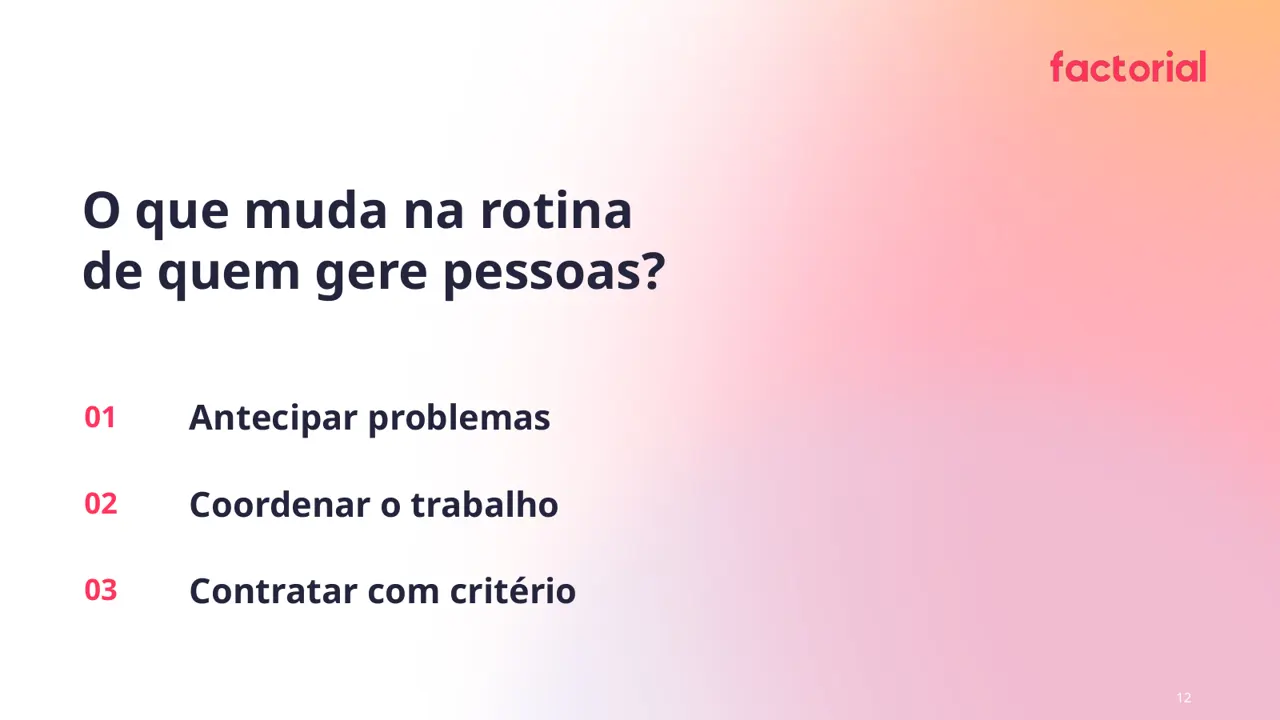 factorial
O que muda na rotina
de quem gere pessoas?
01 Antecipar problemas
02 Coordenar o trabalho
03 Contratar com critério
12